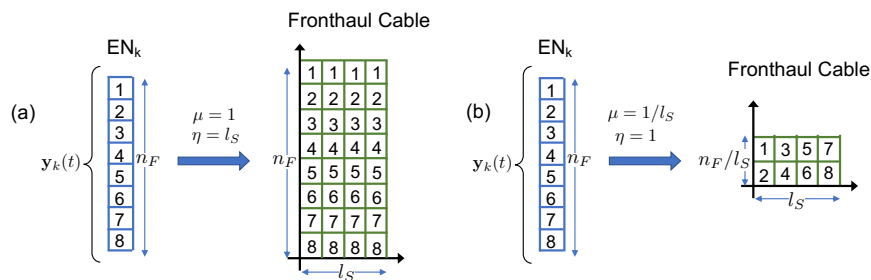 Fronthaul Cable
EN_k
(a)
y_k(t)
1
2
3
4
5
6
7
8
n_F
μ = 1
η = l_S
n_F
1 1 1 1
2 2 2 2
3 3 3 3
4 4 4 4
5 5 5 5
6 6 6 6
7 7 7 7
8 8 8 8
l_S
EN_k
(b)
y_k(t)
1
2
3
4
5
6
7
8
n_F
μ = 1/l_S
η = 1
Fronthaul Cable
n_F/l_S
1 3 5 7
2 4 6 8
l_S